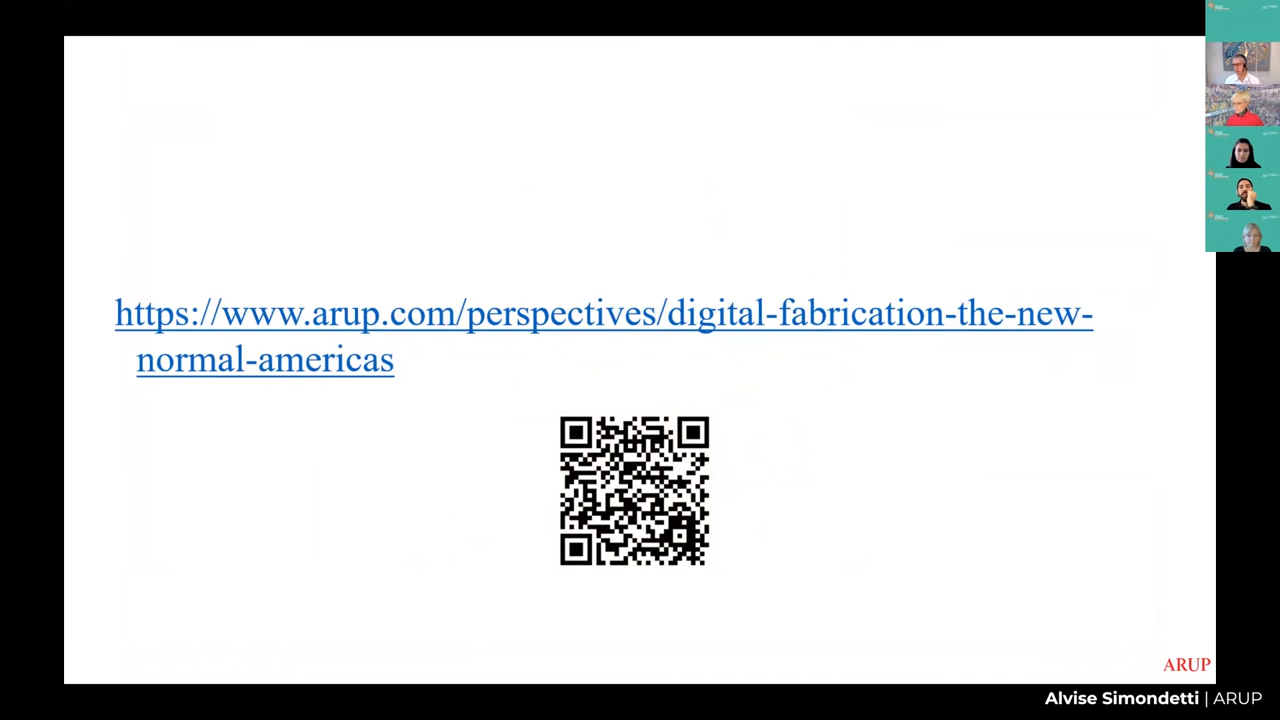 https://www.arup.com/perspectives/digital-fabrication-the-new-
normal-americas
ARUP
Alvise Simondetti | ARUP